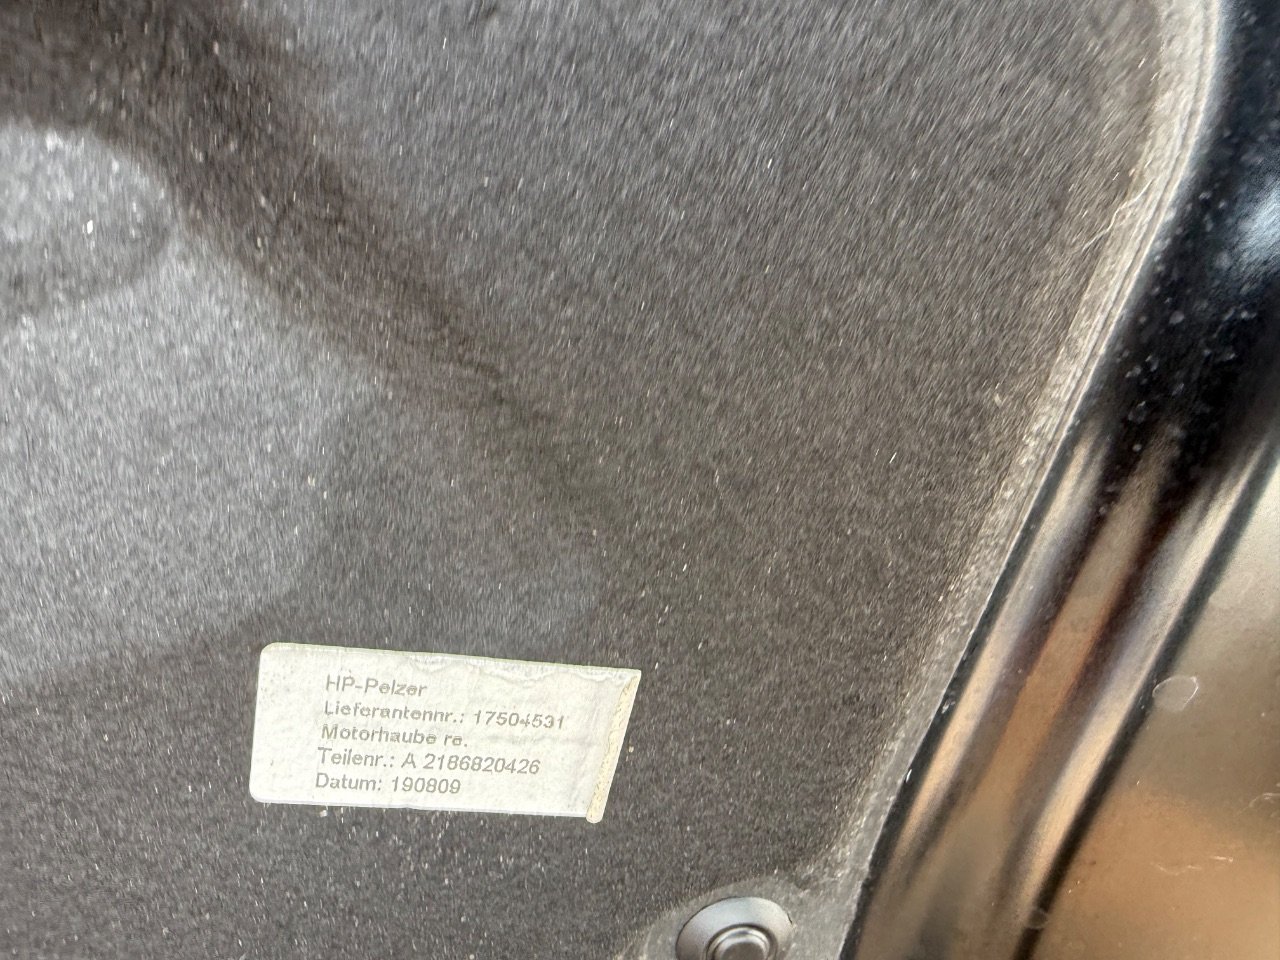 HP-Pelzer
Lieferantennr.: 17504531
Motorhaube re.
Teilenr.: A 2186820426
Datum: 190809